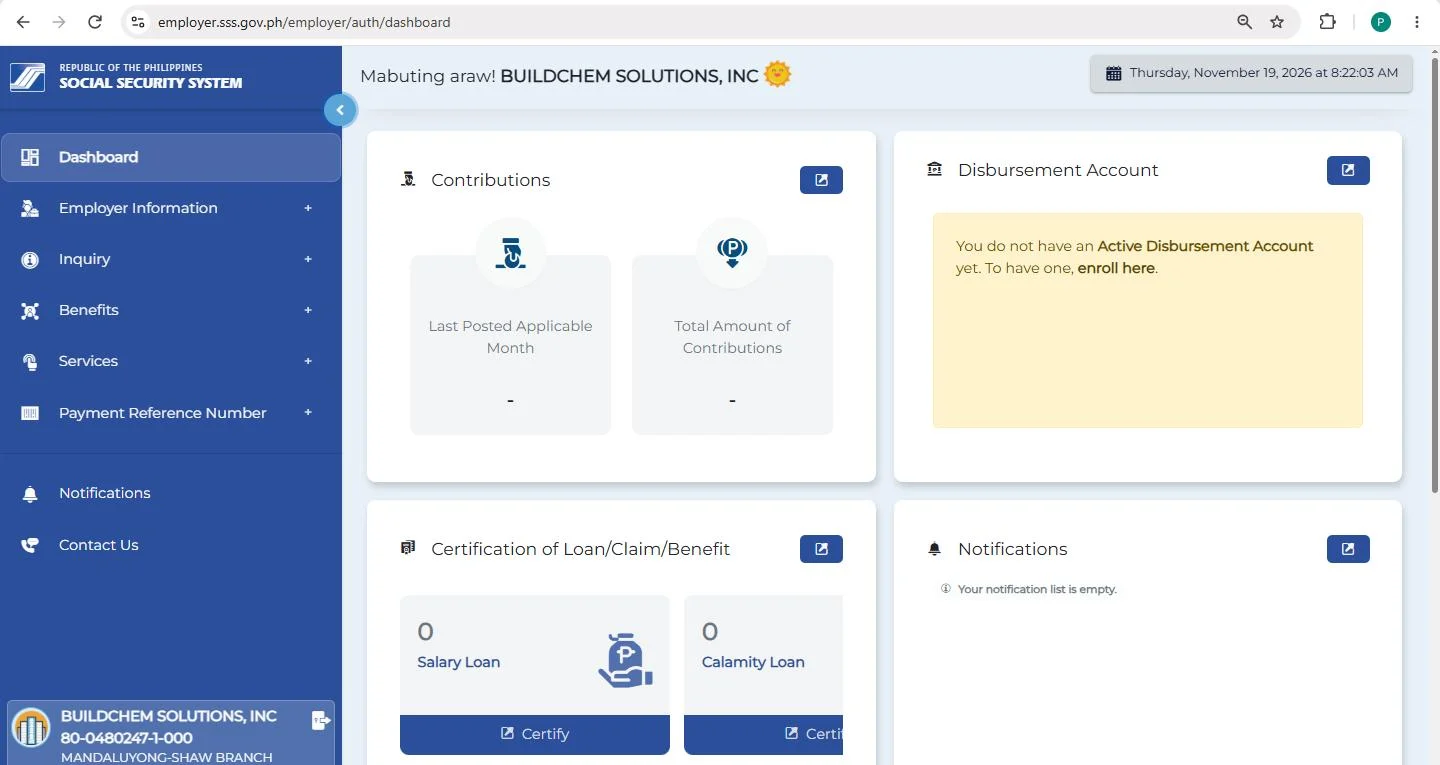 employer.sss.gov.ph/employer/auth/dashboard
P
REPUBLIC OF THE PHILIPPINES
SOCIAL SECURITY SYSTEM
Mabuting araw! BUILDCHEM SOLUTIONS, INC
Thursday, November 19, 2026 at 8:22:03 AM
Dashboard
Employer Information +
Inquiry +
Benefits +
Services +
Payment Reference Number +
Notifications
Contact Us
BUILDCHEM SOLUTIONS, INC
80-0480247-1-000
MANDALUYONG-SHAW BRANCH
Contributions
Last Posted Applicable
Month
-
Total Amount of
Contributions
-
Disbursement Account
You do not have an Active Disbursement Account
yet. To have one, enroll here.
Certification of Loan/Claim/Benefit
0
Salary Loan
Certify
0
Calamity Loan
Certif
Notifications
Your notification list is empty.